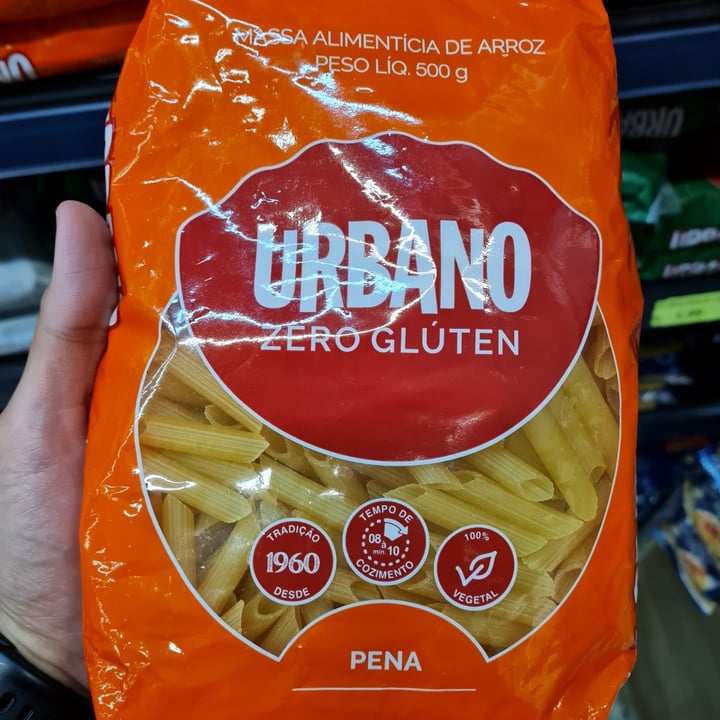 MASSA ALIMENTÍCIA DE ARROZ
PESO LÍQ. 500 g
URBANO
ZERO GLÚTEN
TRADIÇÃO
1960
DESDE
TEMPO DE
08 à 10
min.
COZIMENTO
100%
VEGETAL
PENA